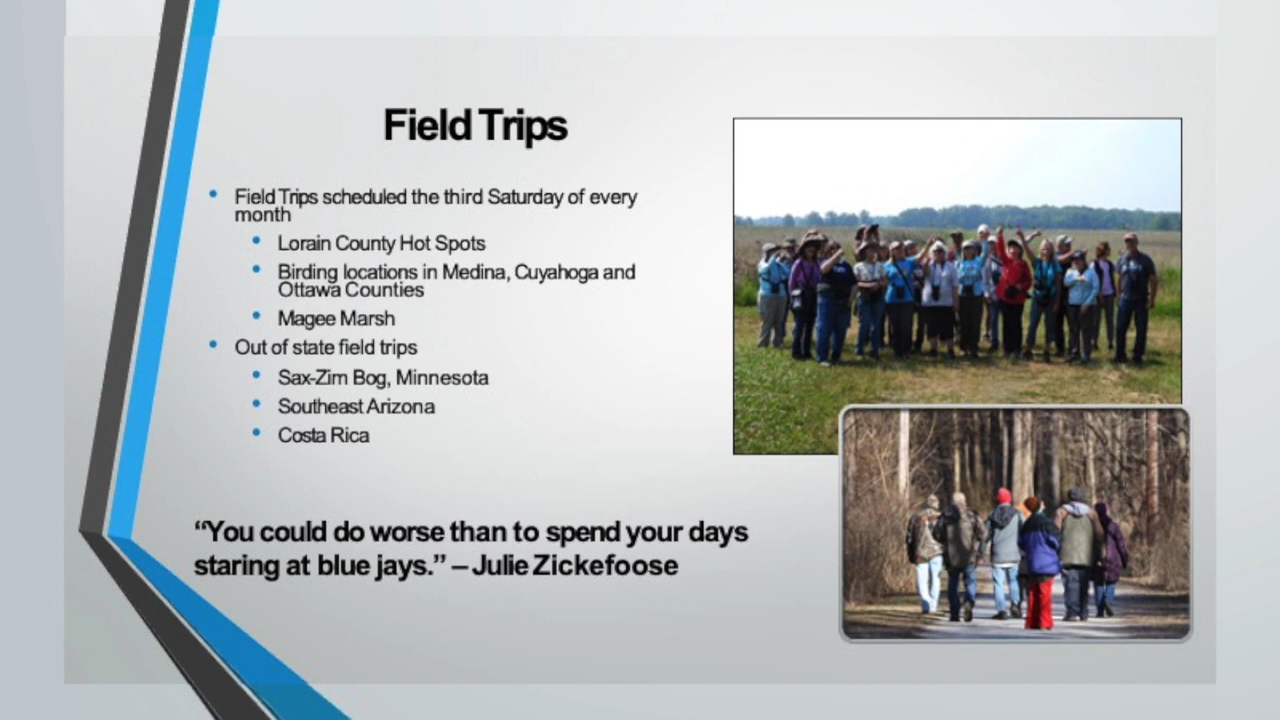 Field Trips
• Field Trips scheduled the third Saturday of every
month
• Lorain County Hot Spots
• Birding locations in Medina, Cuyahoga and
Ottawa Counties
• Magee Marsh
• Out of state field trips
• Sax-Zim Bog, Minnesota
• Southeast Arizona
• Costa Rica
“You could do worse than to spend your days
staring at blue jays.” – Julie Zickefoose